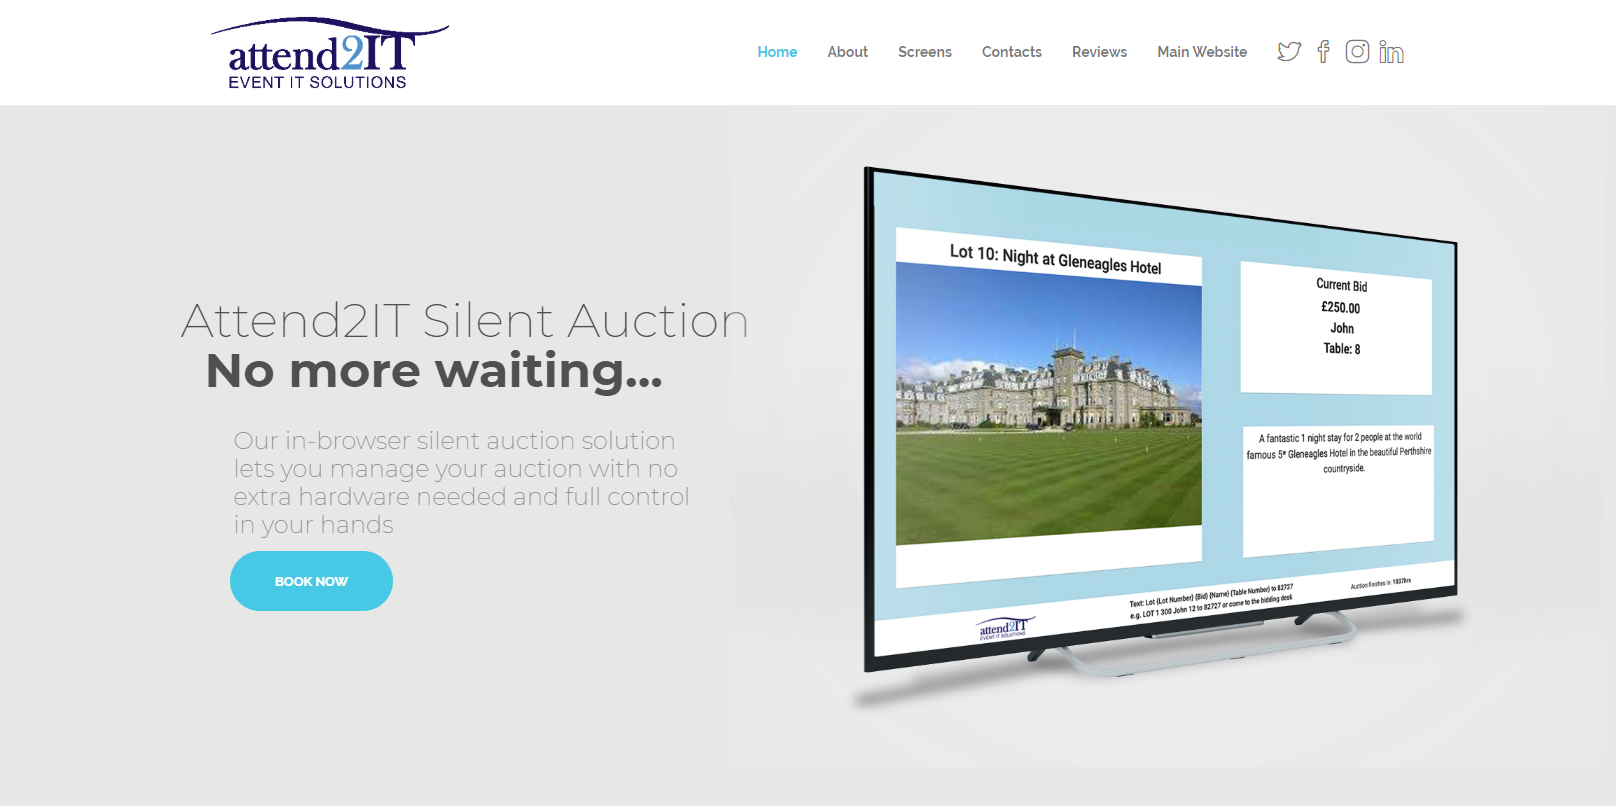 attend2IT
EVENT IT SOLUTIONS
Home About Screens Contacts Reviews Main Website
Attend2IT Silent Auction
No more waiting...
Our in-browser silent auction solution
lets you manage your auction with no
extra hardware needed and full control
in your hands
BOOK NOW
Lot 10: Night at Gleneagles Hotel
Current Bid
£250.00
John
Table: 8
A fantastic 1 night stay for 2 people at the world
famous 5* Gleneagles Hotel in the beautiful Perthshire
countryside.
attend2IT
EVENT IT SOLUTIONS
Text: Lot (Lot Number) (Bid) (Name) (Table Number) to 82727
e.g. LOT 1 300 John 12 to 82727 or come to the bidding desk
Auction finishes in: 1837hrs